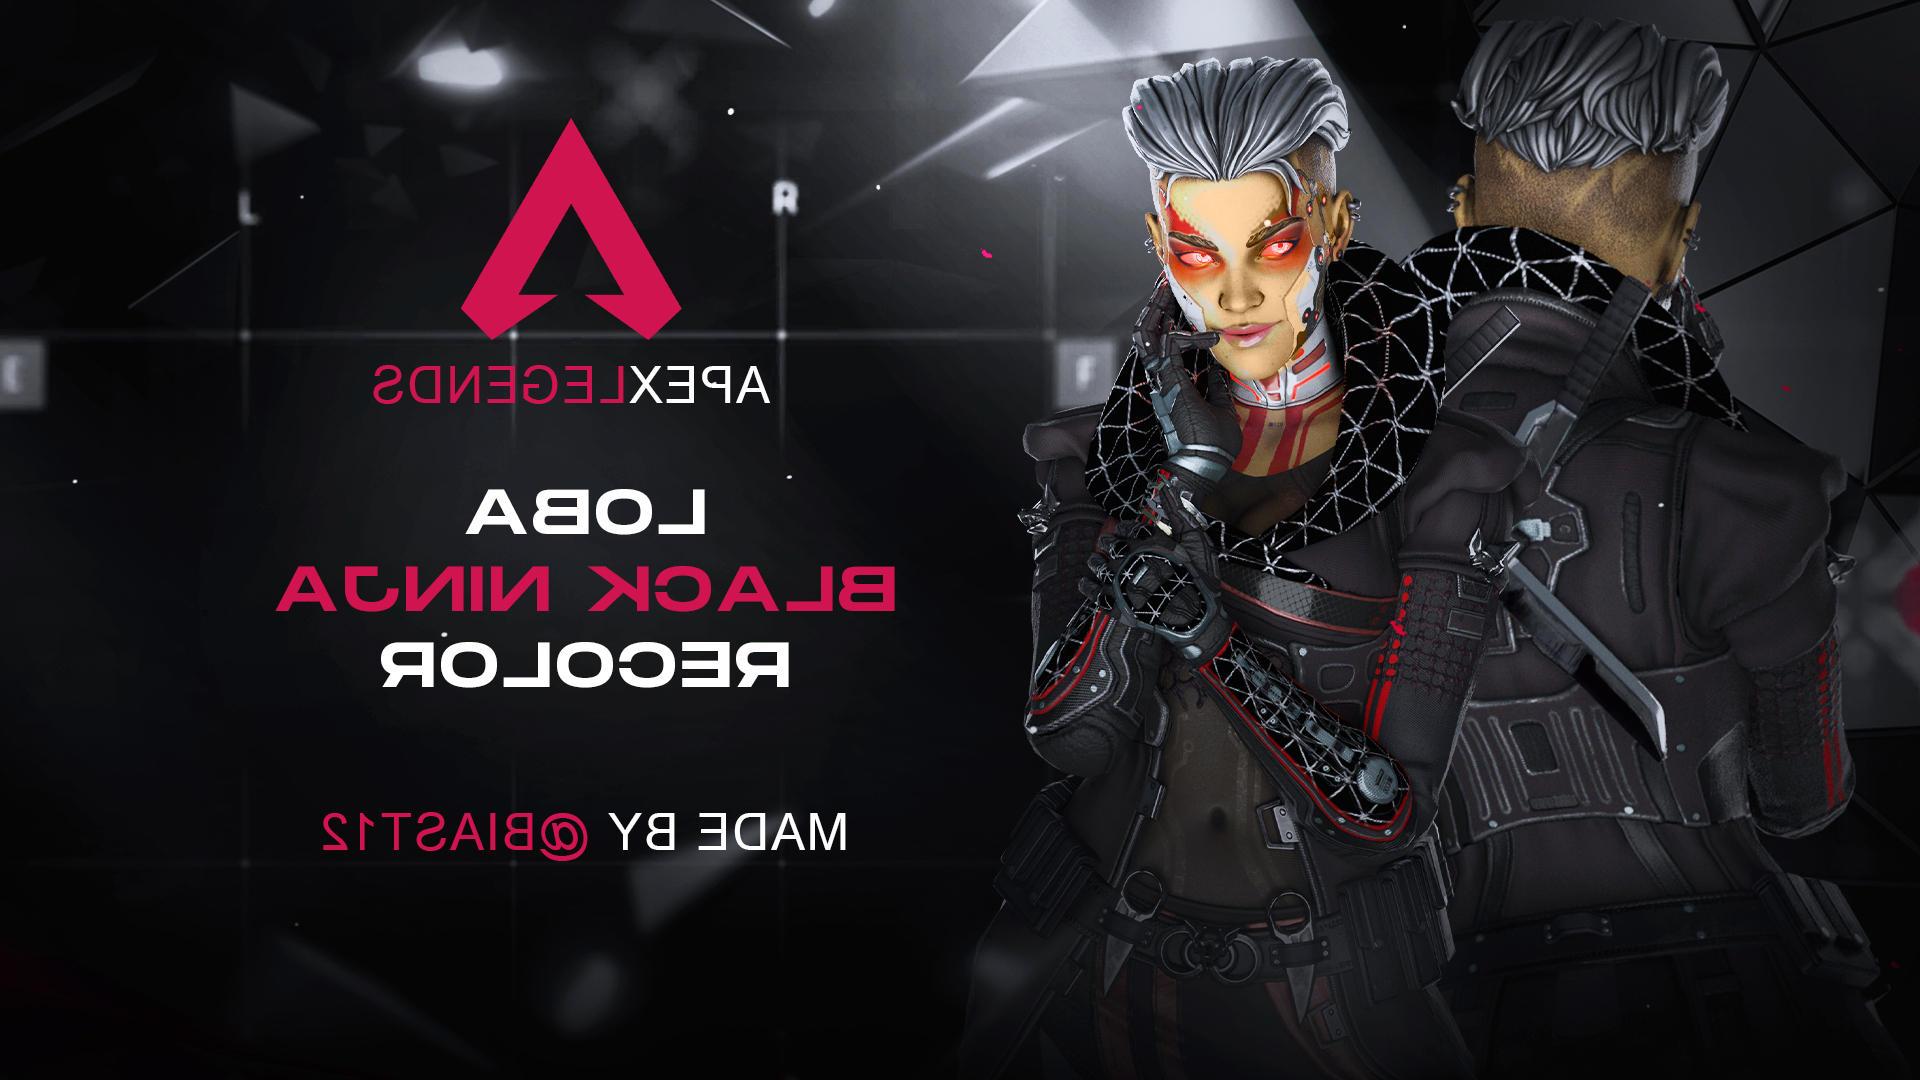 APEXLEGENDS
LOBA
BLACK NINJA
RECOLOR
MADE BY @BIAST12
L
R